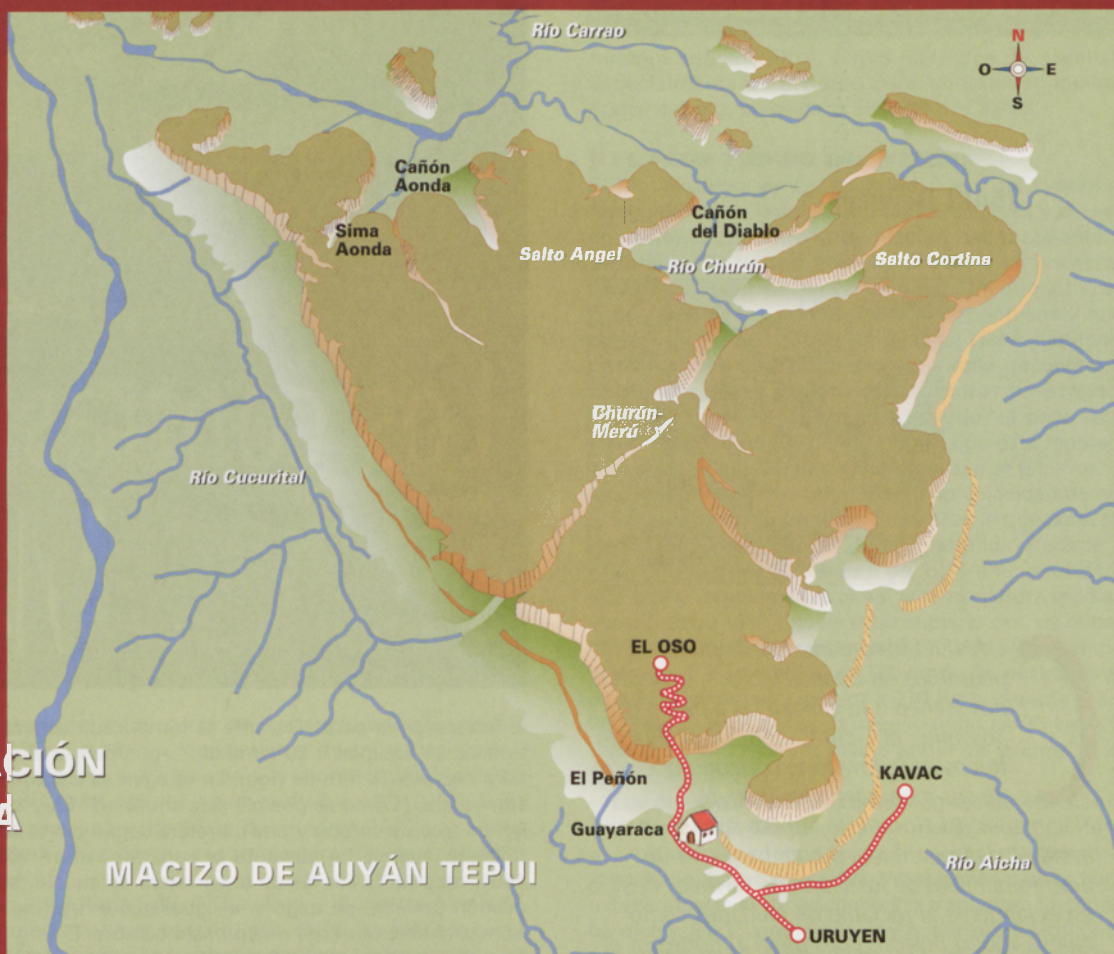 Río Carrao
N
O E
S
Cañón
Aonda
Sima
Aonda
Cañón
del Diablo
Salto Angel
Río Churún
Salto Cortina
Churún-
Merú
Río Cucurital
EL OSO
El Peñón
KAVAC
Guayaraca
CIÓN
A
MACIZO DE AUYÁN TEPUI
Río Aicha
URUYEN